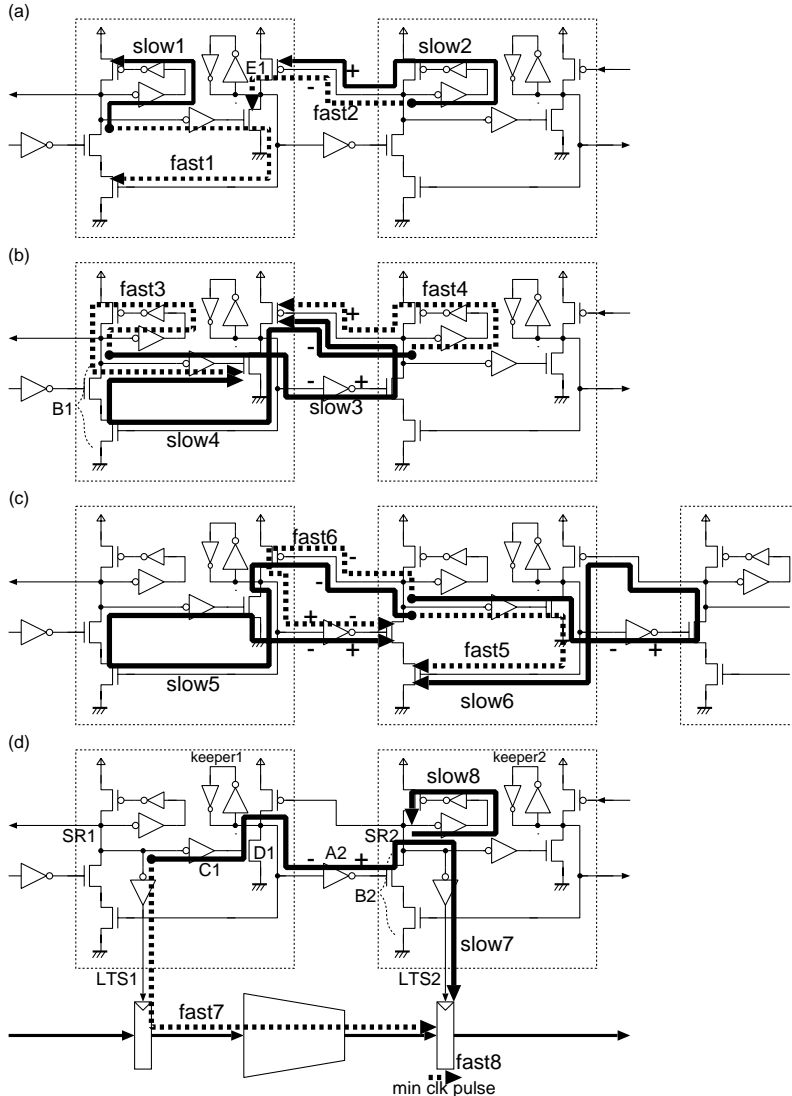 (a)
slow1
E1
+
slow2
-
fast2
fast1
(b)
fast3
+
fast4
-
-
+
B1
slow3
slow4
(c)
fast6
-
-
+
-
fast5
-
+
-
+
slow5
slow6
(d)
keeper1
keeper2
slow8
SR1
SR2
C1
D1
-
A2
+
B2
slow7
LTS1
LTS2
fast7
fast8
min clk pulse